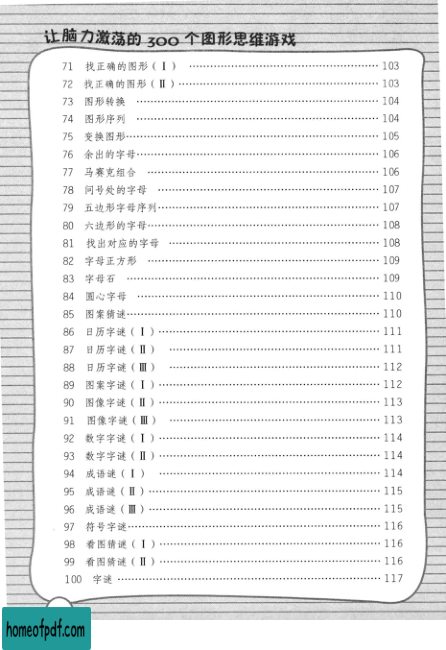 让脑力激荡的 300 个图形思维游戏
71 找正确的图形(Ⅰ) ………………………… 103
72 找正确的图形(Ⅱ) ………………………… 103
73 图形转换 ………………………… 104
74 图形序列 ………………………… 104
75 变换图形 ………………………… 105
76 余出的字母 ………………………… 106
77 马赛克组合 ………………………… 106
78 问号处的字母 ………………………… 107
79 五边形字母序列 ………………………… 107
80 六边形的字母 ………………………… 108
81 找出对应的字母 ………………………… 108
82 字母正方形 ………………………… 109
83 字母石 ………………………… 109
84 圆心字母 ………………………… 110
85 图案猜谜 ………………………… 110
86 日历字谜(Ⅰ) ………………………… 111
87 日历字谜(Ⅱ) ………………………… 111
88 日历字谜(Ⅲ) ………………………… 112
89 图案字谜(Ⅰ) ………………………… 112
90 图像字谜(Ⅱ) ………………………… 113
91 图像字谜(Ⅲ) ………………………… 113
92 数字字谜(Ⅰ) ………………………… 114
93 数字字谜(Ⅱ) ………………………… 114
94 成语谜(Ⅰ) ………………………… 114
95 成语谜(Ⅱ) ………………………… 115
96 成语谜(Ⅲ) ………………………… 115
97 符号字谜 ………………………… 116
98 看图猜谜(Ⅰ) ………………………… 116
99 看图猜谜(Ⅱ) ………………………… 116
100 字谜 ………………………… 117
homeofpdf.com